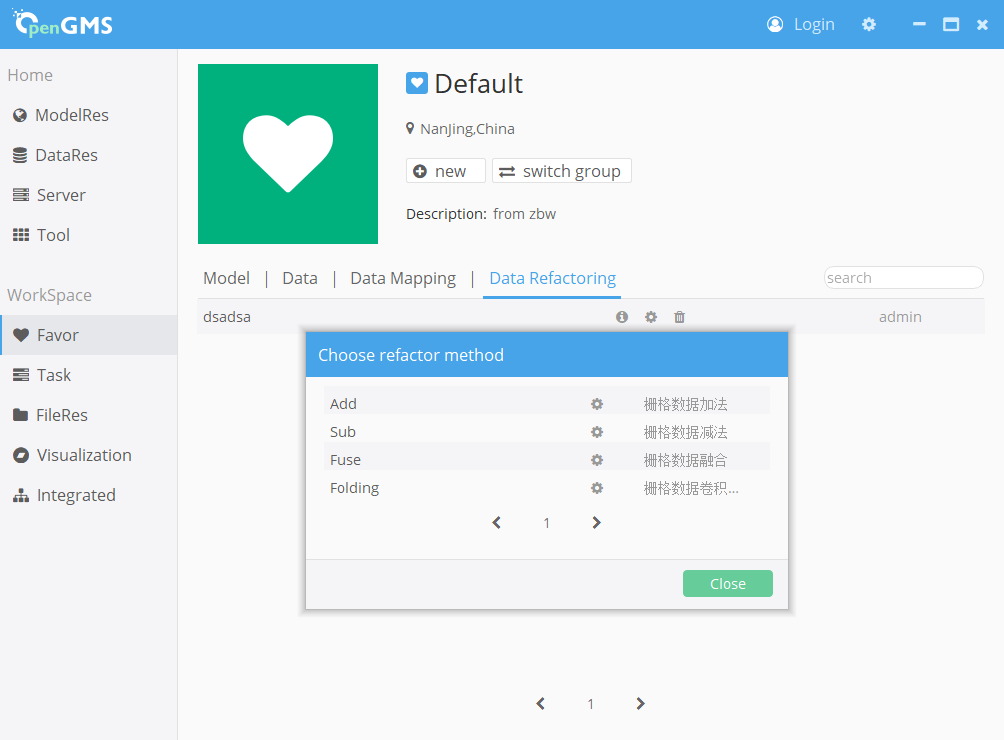 OpenGMS
Login
Home
ModelRes
DataRes
Server
Tool
WorkSpace
Favor
Task
FileRes
Visualization
Integrated
Default
NanJing,China
new
switch group
Description: from zbw
Model | Data | Data Mapping | Data Refactoring
search
dsadsa
admin
Choose refactor method
Add 栅格数据加法
Sub 栅格数据减法
Fuse 栅格数据融合
Folding 栅格数据卷积...
1
Close
1